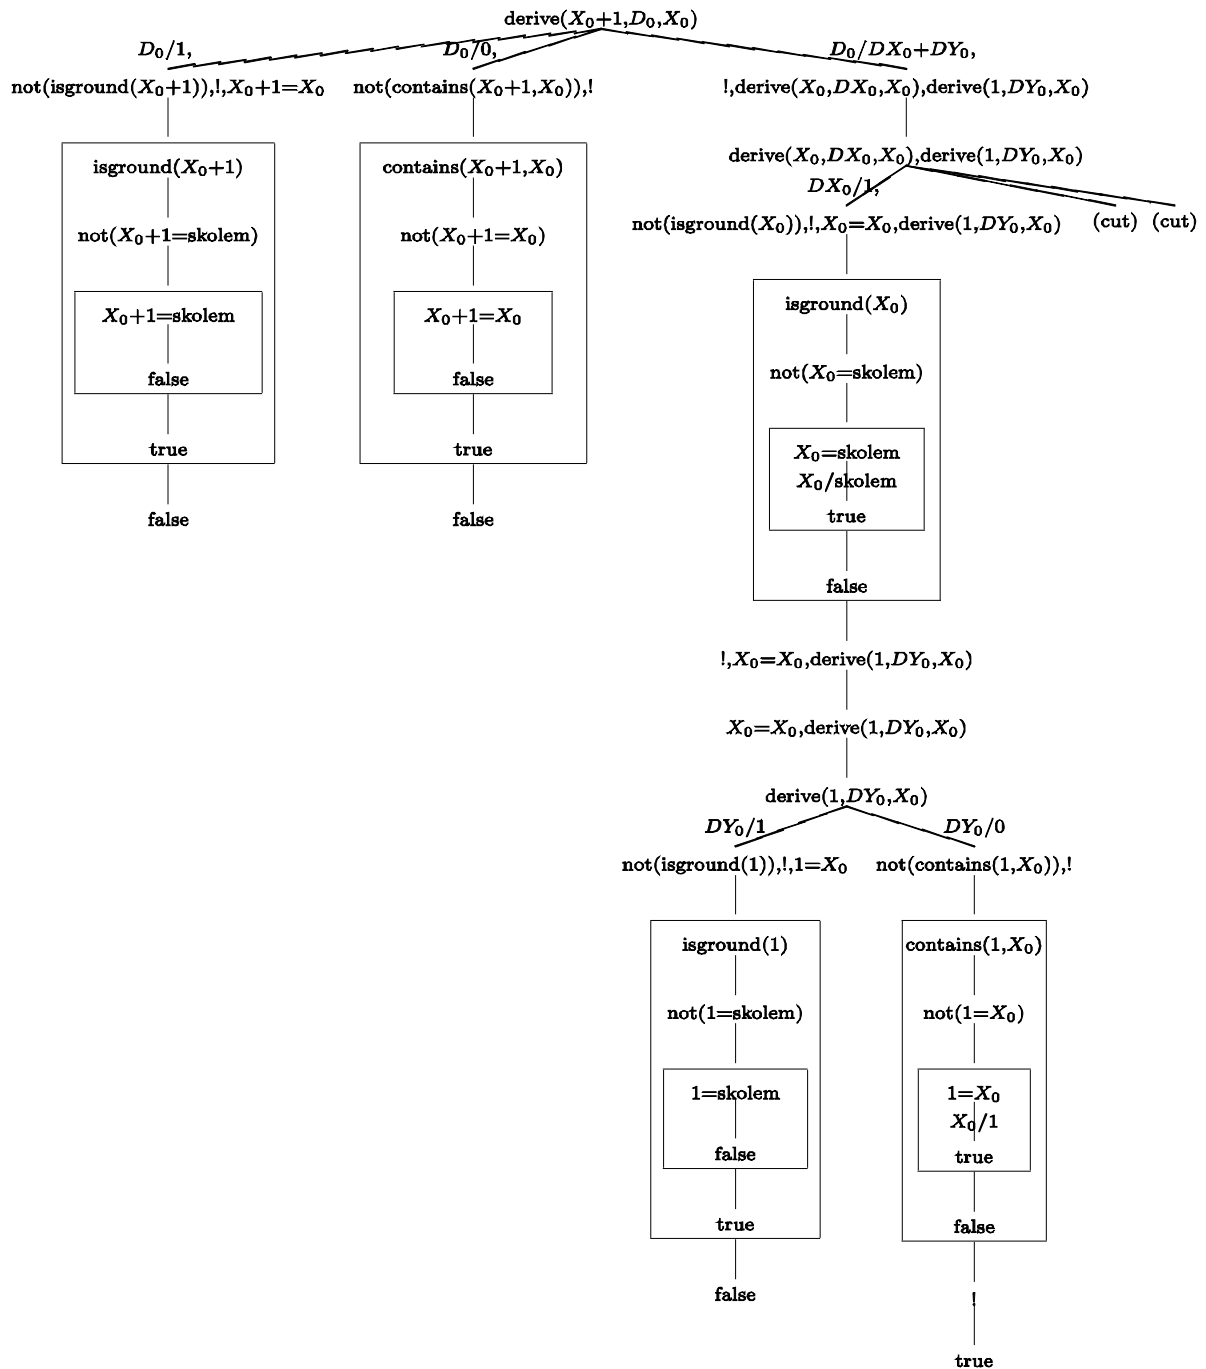 derive(X₀+1,D₀,X₀)
D₀/1,
D₀/0,
D₀/DX₀+DY₀,
not(isground(X₀+1)),!,X₀+1=X₀
not(contains(X₀+1,X₀)),!
!,derive(X₀,DX₀,X₀),derive(1,DY₀,X₀)
isground(X₀+1)
contains(X₀+1,X₀)
derive(X₀,DX₀,X₀),derive(1,DY₀,X₀)
DX₀/1,
not(X₀+1=skolem)
not(X₀+1=X₀)
not(isground(X₀)),!,X₀=X₀,derive(1,DY₀,X₀)
(cut)
(cut)
X₀+1=skolem
X₀+1=X₀
isground(X₀)
false
false
not(X₀=skolem)
true
true
X₀=skolem
X₀/skolem
false
false
true
false
!,X₀=X₀,derive(1,DY₀,X₀)
X₀=X₀,derive(1,DY₀,X₀)
derive(1,DY₀,X₀)
DY₀/1
DY₀/0
not(isground(1)),!,1=X₀
not(contains(1,X₀)),!
isground(1)
contains(1,X₀)
not(1=skolem)
not(1=X₀)
1=skolem
1=X₀
X₀/1
false
true
true
false
false
!
true